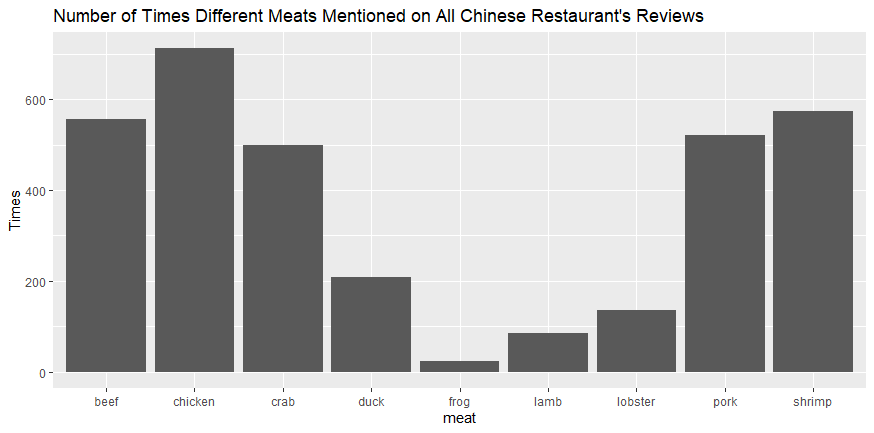 Number of Times Different Meats Mentioned on All Chinese Restaurant's Reviews
Times
600
400
200
0
beef chicken crab duck frog lamb lobster pork shrimp
meat